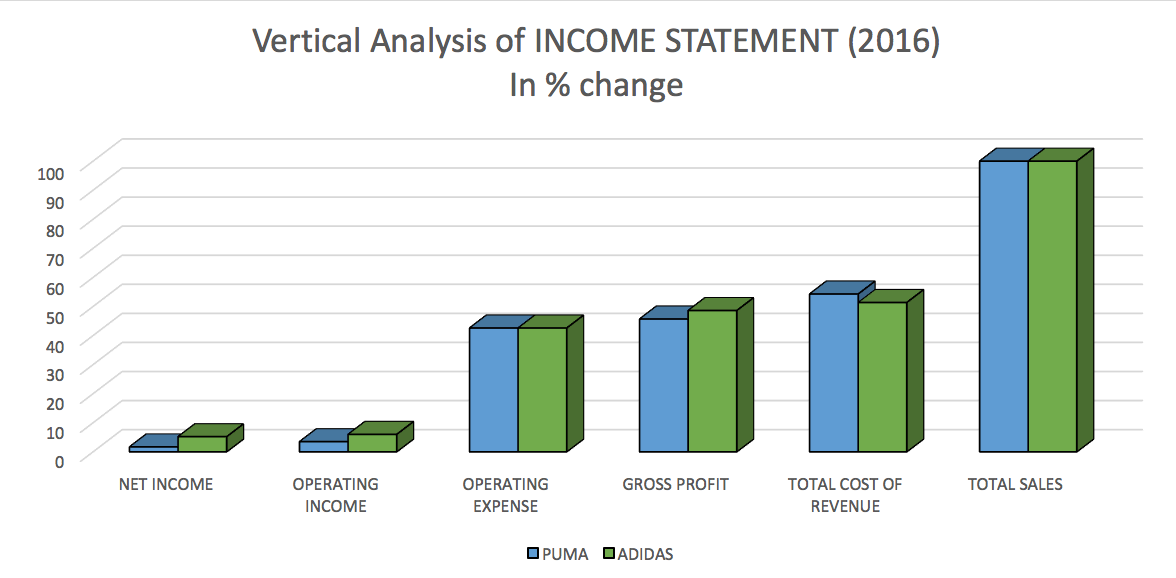 Vertical Analysis of INCOME STATEMENT (2016)
In % change
100
90
80
70
60
50
40
30
20
10
0
NET INCOME
OPERATING
INCOME
OPERATING
EXPENSE
GROSS PROFIT
TOTAL COST OF
REVENUE
TOTAL SALES
PUMA
ADIDAS